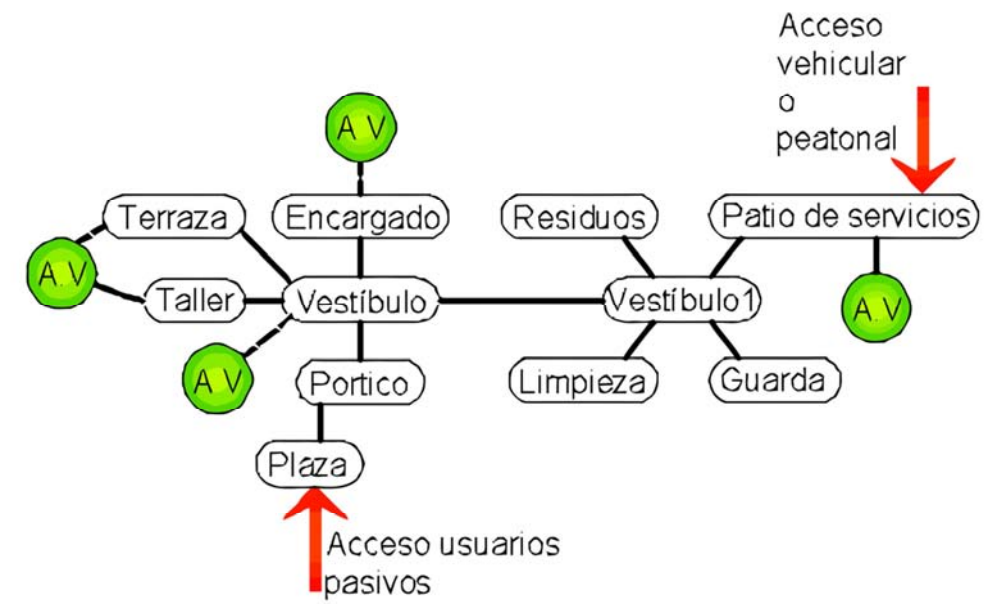 Acceso
vehicular
o
peatonal
A.V
Terraza
Encargado
Residuos
Patio de servicios
A.V
Taller
Vestíbulo
Vestíbulo1
A.V
A.V
Portico
Limpieza
Guarda
Plaza
Acceso usuarios
pasivos